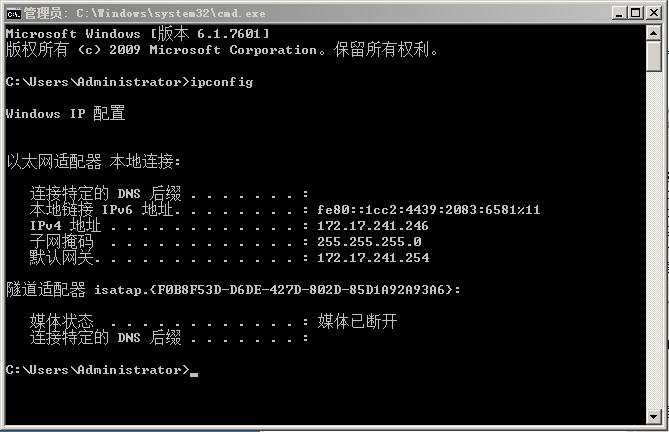 管理员: C:\Windows\system32\cmd.exe
Microsoft Windows [版本 6.1.7601]
版权所有 (c) 2009 Microsoft Corporation。保留所有权利。
C:\Users\Administrator>ipconfig
Windows IP 配置
以太网适配器 本地连接:
连接特定的 DNS 后缀 . . . . . . . :
本地链接 IPv6 地址. . . . . . . . : fe80::1cc2:4439:2083:6581%11
IPv4 地址 . . . . . . . . . . . . : 172.17.241.246
子网掩码  . . . . . . . . . . . . : 255.255.255.0
默认网关. . . . . . . . . . . . . : 172.17.241.254
隧道适配器 isatap.{F0B8F53D-D6DE-427D-802D-85D1A92A93A6}:
媒体状态  . . . . . . . . . . . . : 媒体已断开
连接特定的 DNS 后缀 . . . . . . . :
C:\Users\Administrator>_